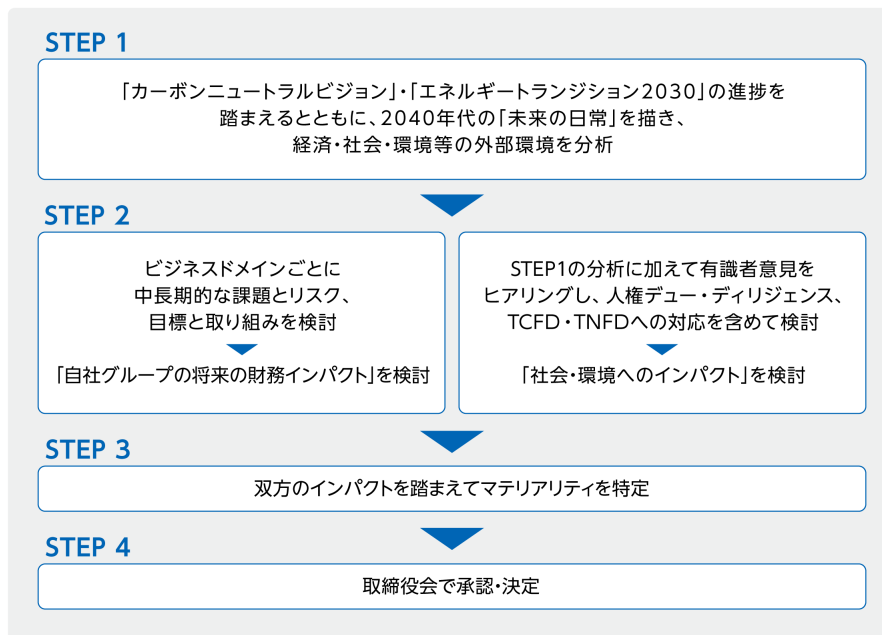 STEP 1
「カーボンニュートラルビジョン」・「エネルギートランジション2030」の進捗を
踏まえるとともに、2040年代の「未来の日常」を描き、
経済・社会・環境等の外部環境を分析
STEP 2
ビジネスドメインごとに
中長期的な課題とリスク、
目標と取り組みを検討
「自社グループの将来の財務インパクト」を検討
STEP1の分析に加えて有識者意見を
ヒアリングし、人権デュー・ディリジェンス、
TCFD・TNFDへの対応を含めて検討
「社会・環境へのインパクト」を検討
STEP 3
双方のインパクトを踏まえてマテリアリティを特定
STEP 4
取締役会で承認・決定